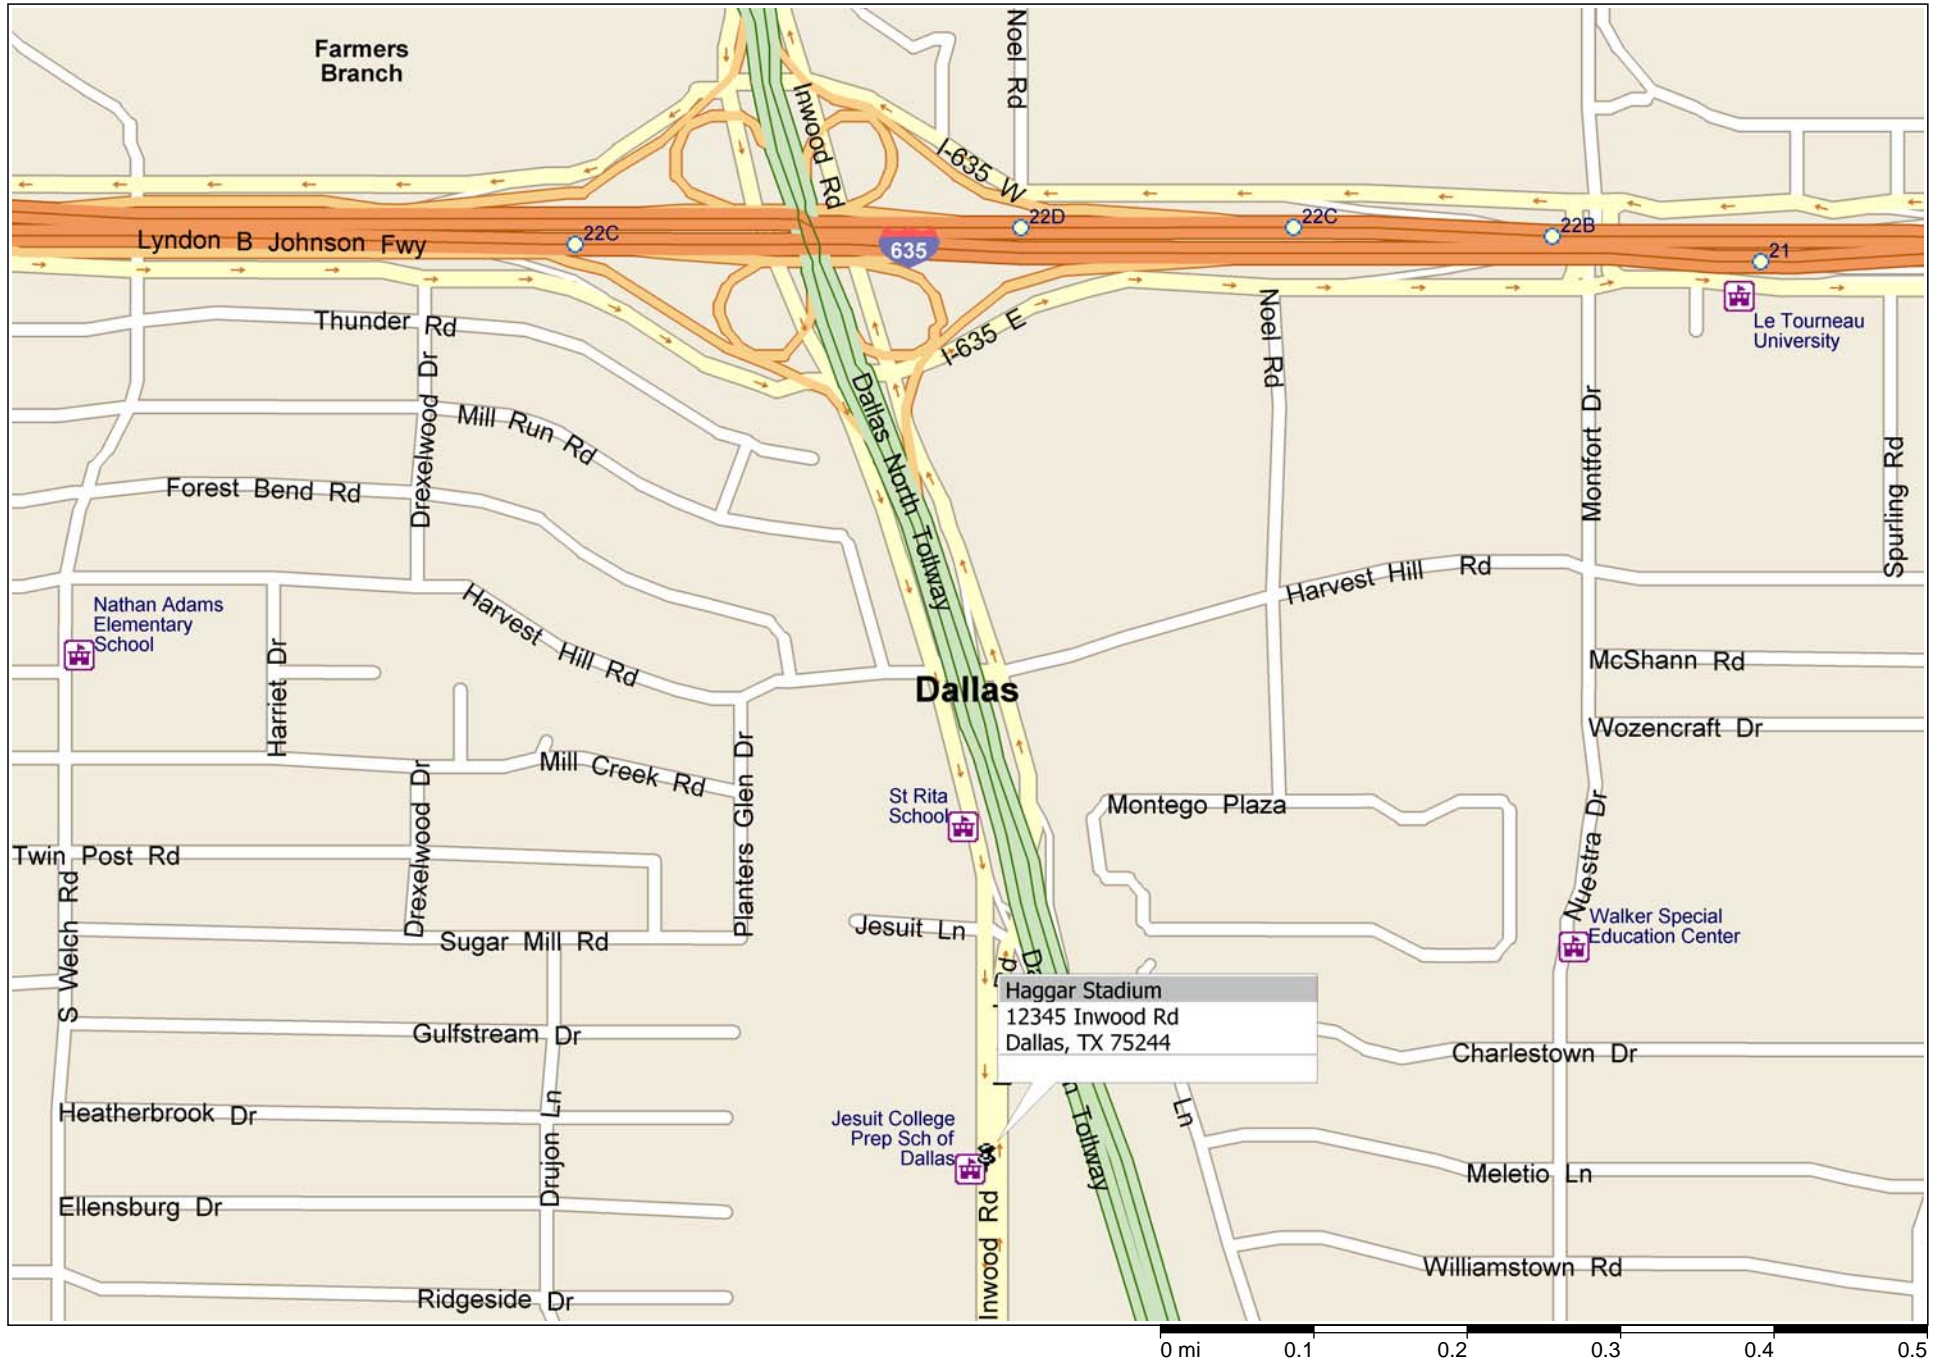 Farmers
Branch
Noel Rd
Inwood Rd
I-635 W
22D
22C
22B
21
22C
Lyndon B Johnson Fwy
635
Thunder Rd
I-635 E
Noel Rd
Le Tourneau
University
Drexelwood Dr
Mill Run Rd
Dallas North Tollway
Montfort Dr
Spurling Rd
Forest Bend Rd
Harvest Hill Rd
Harvest Hill Rd
Nathan Adams
Elementary
School
Harriet Dr
McShann Rd
Dallas
Wozencraft Dr
Mill Creek Rd
Drexelwood Dr
Planters Glen Dr
St Rita
School
Montego Plaza
Nuestra Dr
Twin Post Rd
S Welch Rd
Sugar Mill Rd
Jesuit Ln
Walker Special
Education Center
Haggar Stadium
12345 Inwood Rd
Dallas, TX 75244
Gulfstream Dr
Charlestown Dr
Heatherbrook Dr
Drujon Ln
Jesuit College
Prep Sch of
Dallas
Tollway
Ln
Meletio Ln
Ellensburg Dr
Inwood Rd
Williamstown Rd
Ridgeside Dr
0 mi 0.1 0.2 0.3 0.4 0.5